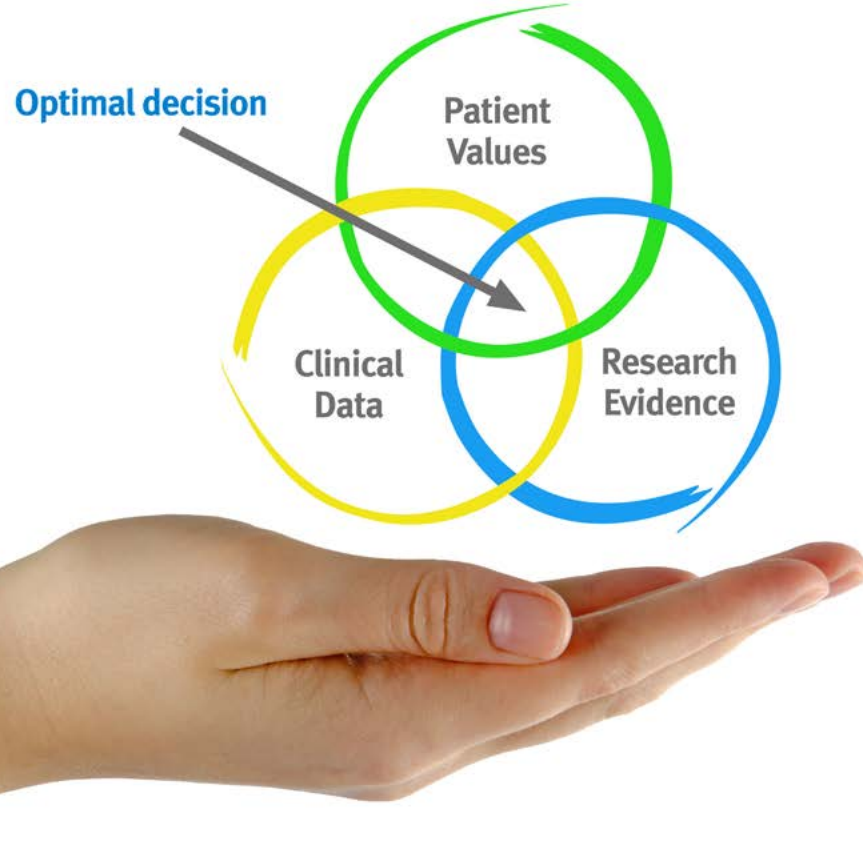 Optimal decision
Patient
Values
Clinical
Data
Research
Evidence